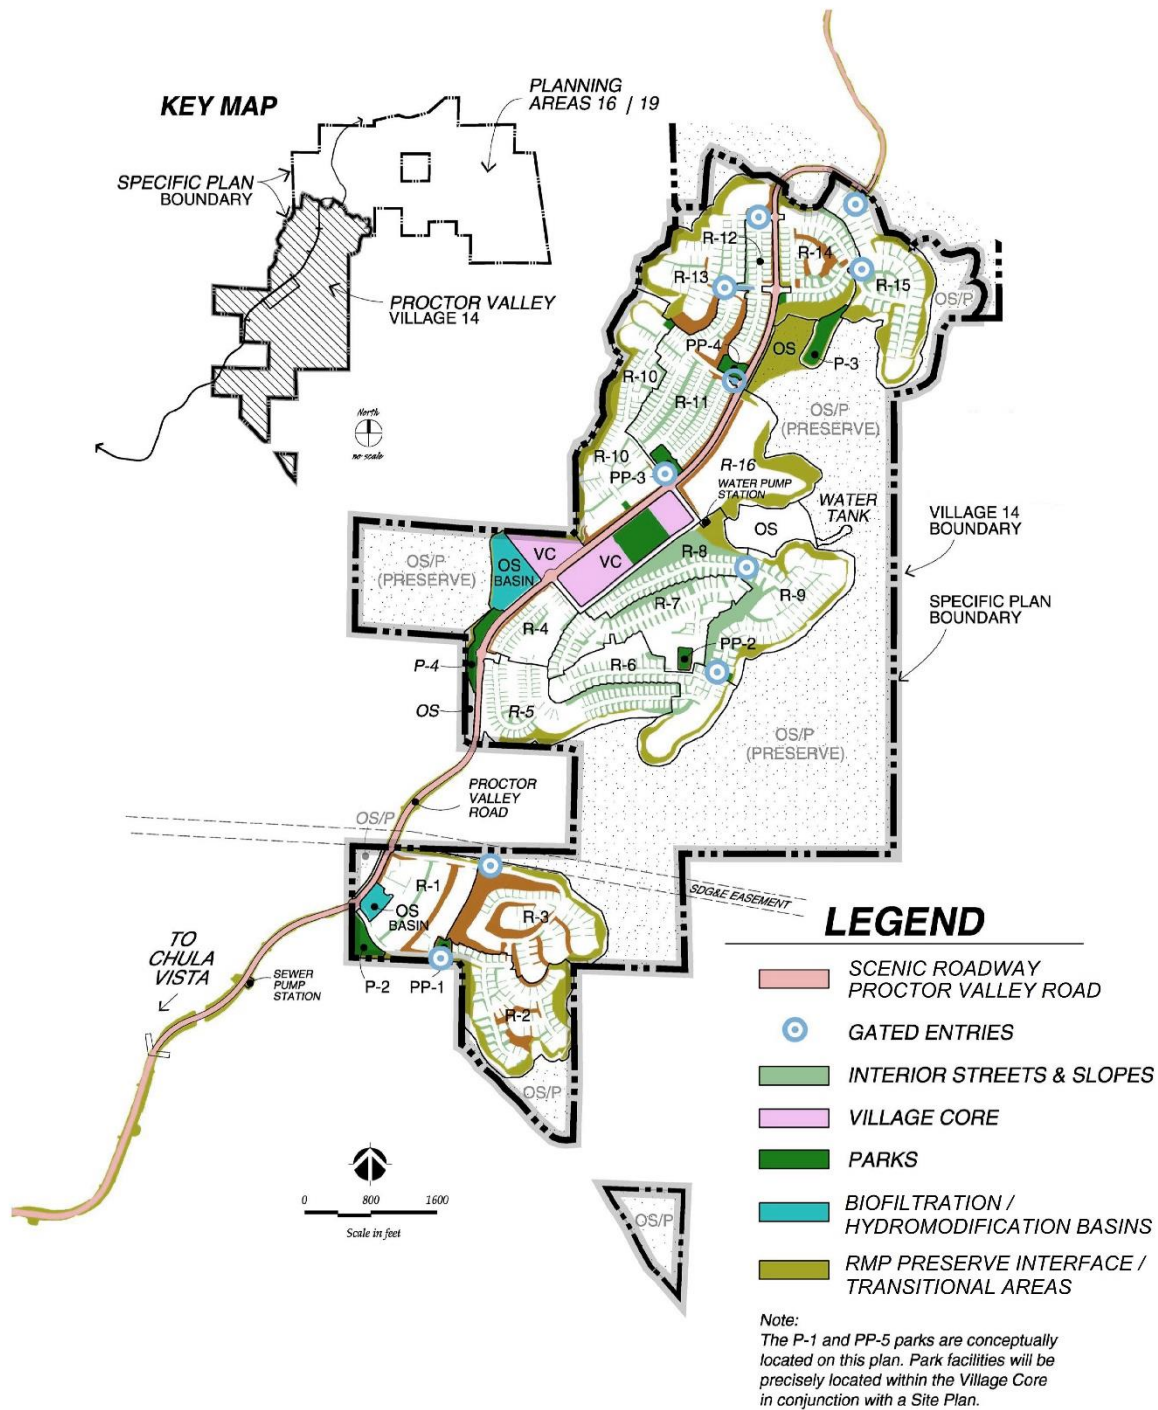 KEY MAP
PLANNING
AREAS 16 / 19
SPECIFIC PLAN
BOUNDARY
PROCTOR VALLEY
VILLAGE 14
North
no scale
R-12
R-14
R-13
R-15
OS/P
PP-4
OS
P-3
R-10
R-11
OS/P
(PRESERVE)
R-10
PP-3
R-16
WATER PUMP
STATION
WATER
TANK
VILLAGE 14
BOUNDARY
OS/P
(PRESERVE)
OS
BASIN
VC
VC
R-8
OS
R-9
R-7
SPECIFIC PLAN
BOUNDARY
R-4
PP-2
P-4
R-6
OS
R-5
OS/P
(PRESERVE)
PROCTOR
VALLEY
ROAD
OS/P
SDG&E EASEMENT
R-1
OS
BASIN
R-3
TO
CHULA
VISTA
SEWER
PUMP
STATION
P-2
PP-1
R-2
OS/P
0 800 1600
Scale in feet
OS/P
LEGEND
SCENIC ROADWAY
PROCTOR VALLEY ROAD
GATED ENTRIES
INTERIOR STREETS & SLOPES
VILLAGE CORE
PARKS
BIOFILTRATION /
HYDROMODIFICATION BASINS
RMP PRESERVE INTERFACE /
TRANSITIONAL AREAS
Note:
The P-1 and PP-5 parks are conceptually
located on this plan. Park facilities will be
precisely located within the Village Core
in conjunction with a Site Plan.